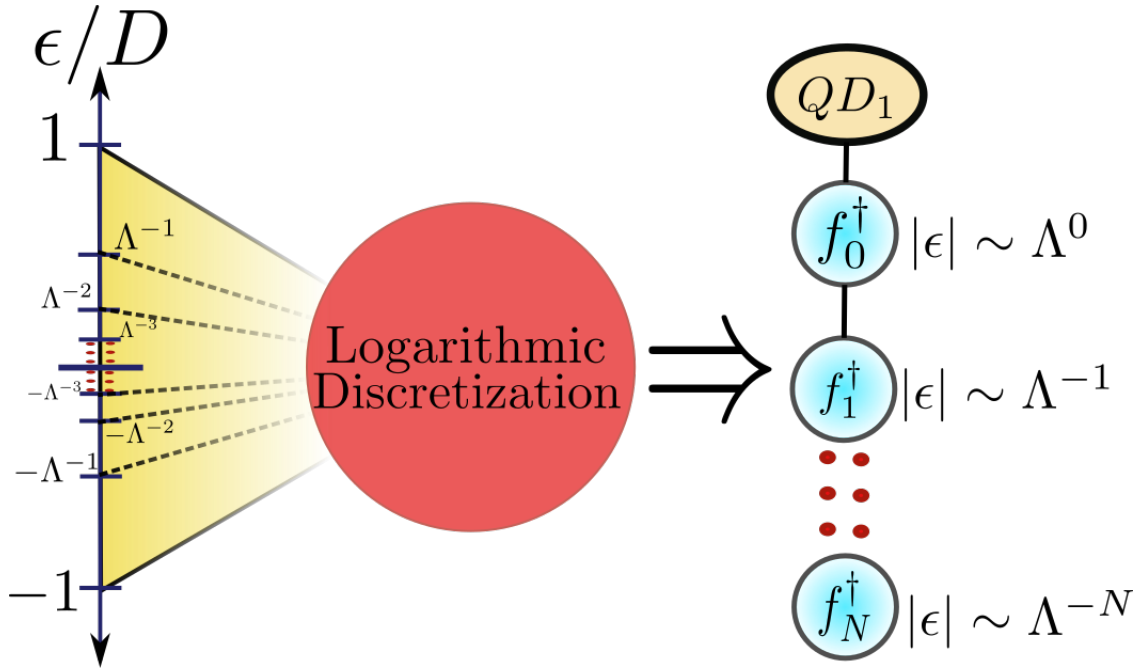 ϵ/D
1
Λ⁻¹
Λ⁻²
Λ⁻³
-Λ⁻³
-Λ⁻²
-Λ⁻¹
-1
Logarithmic
Discretization
QD₁
f₀† |ϵ| ∼ Λ⁰
f₁† |ϵ| ∼ Λ⁻¹
f_N† |ϵ| ∼ Λ⁻ᴺ